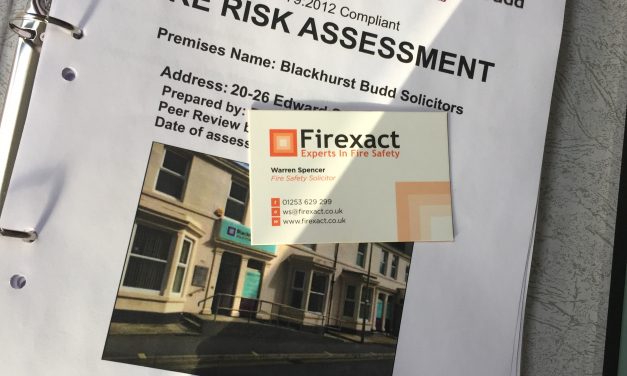 9:2012 Compliant
RE RISK ASSESSMENT
Premises Name: Blackhurst Budd Solicitors
Address: 20-26 Edward
Prepared by:
Peer Review
Date of assess
Firexact
Experts In Fire Safety
Warren Spencer
Fire Safety Solicitor
01253 629 299
ws@firexact.co.uk
www.firexact.co.uk